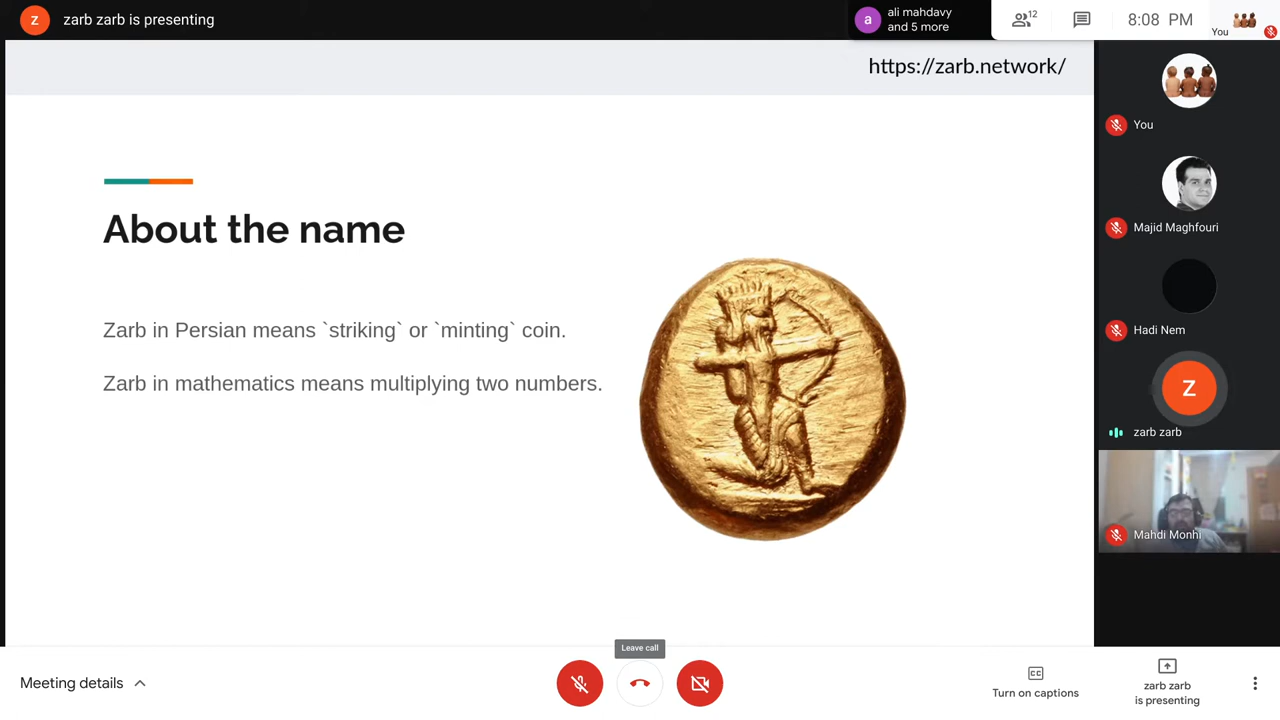 z
zarb zarb is presenting
a
ali mahdavy
and 5 more
12
8:08 PM
You
https://zarb.network/
About the name
Zarb in Persian means `striking` or `minting` coin.
Zarb in mathematics means multiplying two numbers.
You
Majid Maghfouri
Hadi Nem
z
zarb zarb
Mahdi Monhi
Leave call
Meeting details
CC
Turn on captions
zarb zarb
is presenting